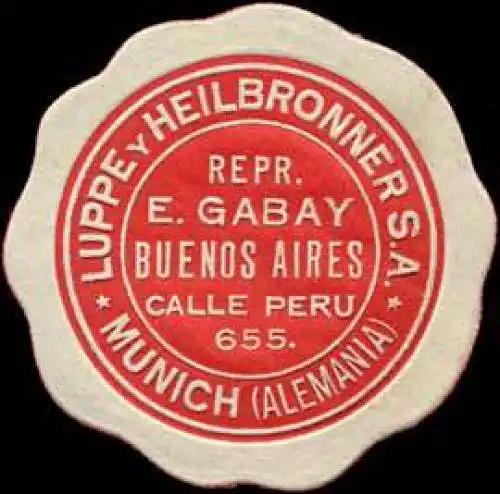 LUPPE Y HEILBRONNER S.A.
REPR.
E. GABAY
BUENOS AIRES
CALLE PERU
655.
* MUNICH (ALEMANIA) *